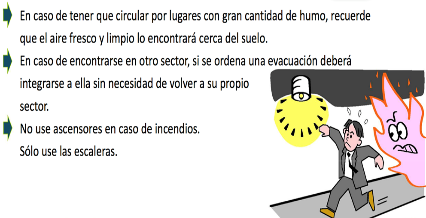 En caso de tener que circular por lugares con gran cantidad de humo, recuerde
que el aire fresco y limpio lo encontrará cerca del suelo.
En caso de encontrarse en otro sector, si se ordena una evacuación deberá
integrarse a ella sin necesidad de volver a su propio
sector.
No use ascensores en caso de incendios.
Sólo use las escaleras.